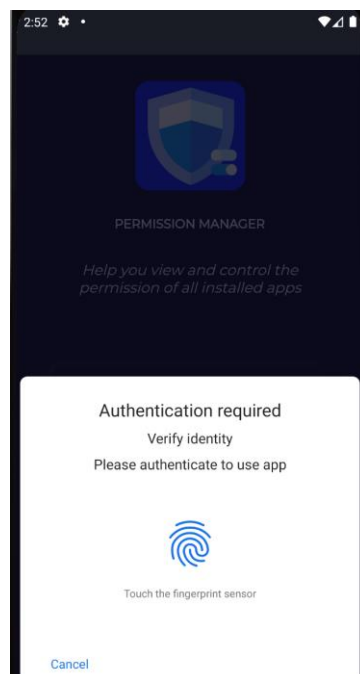 2:52
PERMISSION MANAGER
Help you view and control the
permission of all installed apps
Authentication required
Verify identity
Please authenticate to use app
Touch the fingerprint sensor
Cancel